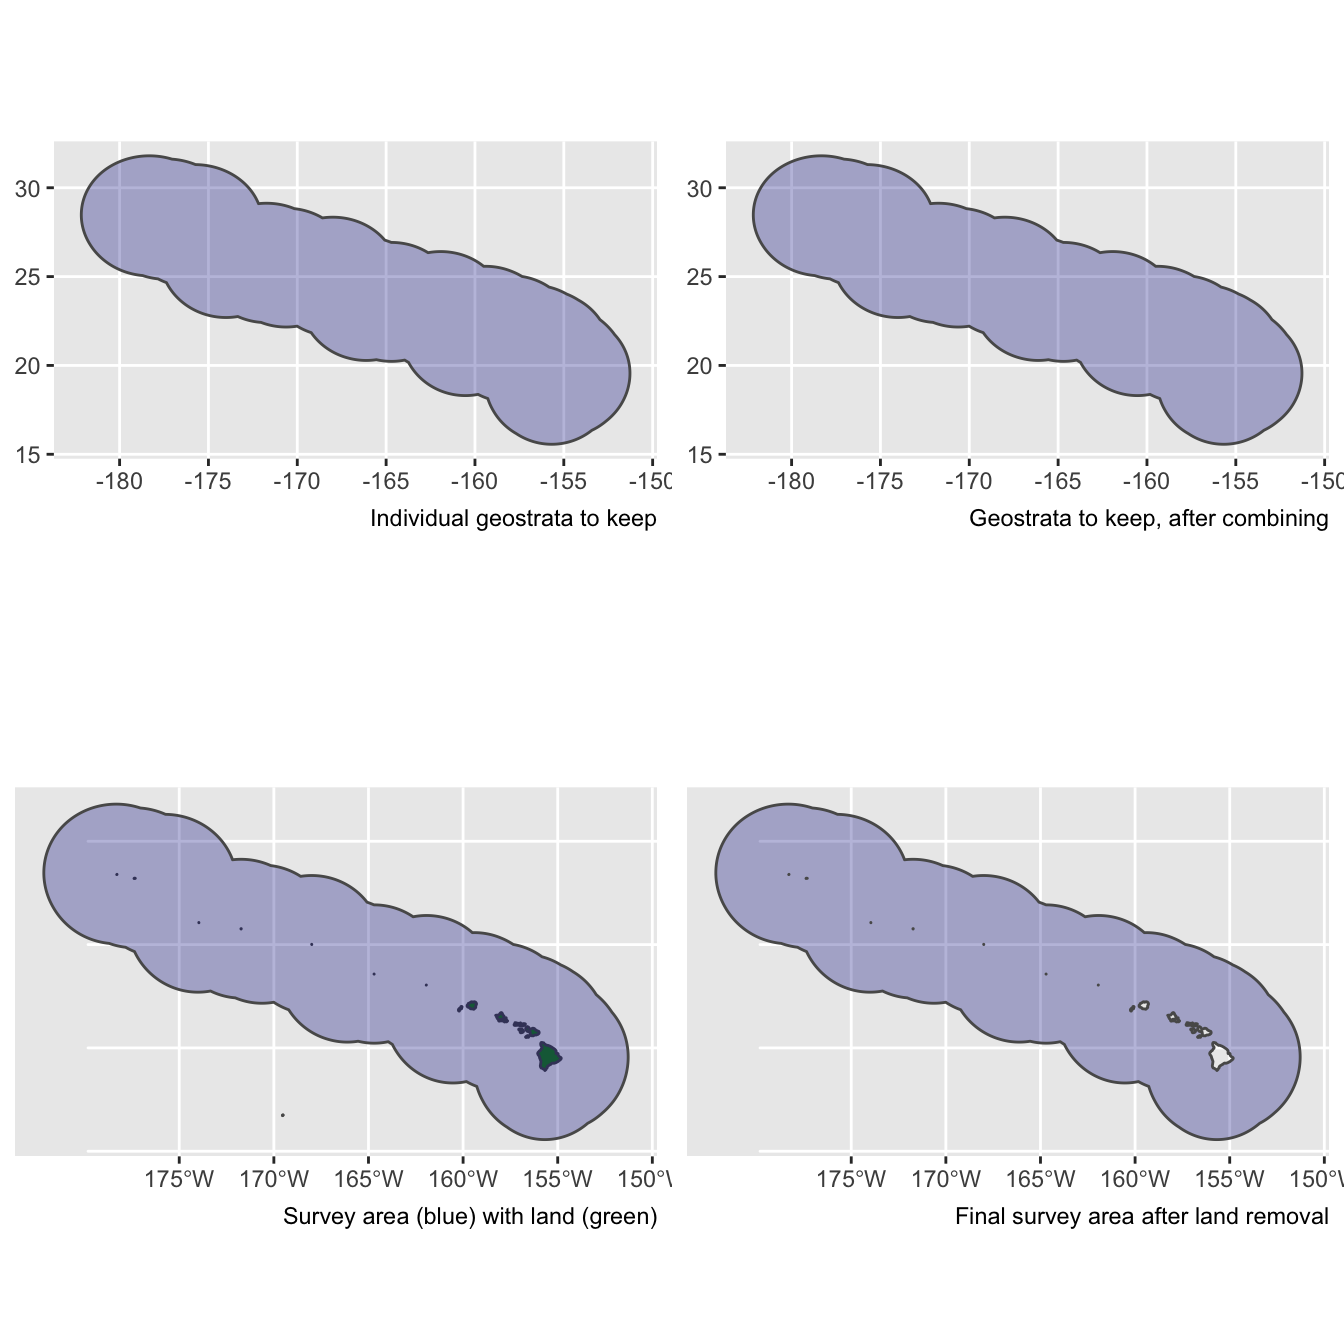 30
25
20
15
-180 -175 -170 -165 -160 -155 -150
Individual geostrata to keep
30
25
20
15
-180 -175 -170 -165 -160 -155 -150
Geostrata to keep, after combining
175°W 170°W 165°W 160°W 155°W 150°W
Survey area (blue) with land (green)
175°W 170°W 165°W 160°W 155°W 150°W
Final survey area after land removal